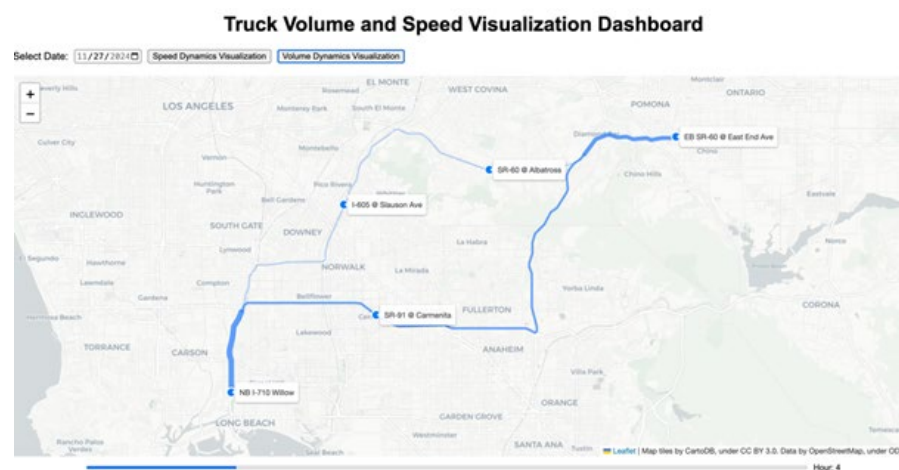 Truck Volume and Speed Visualization Dashboard
Select Date: 11/27/2024 Speed Dynamics Visualization Volume Dynamics Visualization
+
−
EL MONTE
Montclair
ONTARIO
Rosemead
WEST COVINA
LOS ANGELES
Monterey Park
South El Monte
POMONA
Culver City
Montebello
EB SR-60 @ East End Ave
Chino
Vernon
SR-60 @ Albatross
Chino Hills
Huntington Park
Pico Rivera
Bell Gardens
Eastvale
I-605 @ Slauson Ave
INGLEWOOD
SOUTH GATE
DOWNEY
La Habra
Norco
Lynwood
El Segundo
Hawthorne
NORWALK
La Mirada
Lawndale
Compton
Yorba Linda
Gardena
Bellflower
CORONA
Hermosa Beach
SR-91 @ Carmenita
FULLERTON
Lakewood
TORRANCE
CARSON
ANAHEIM
Villa Park
NB I-710 Willow
ORANGE
LONG BEACH
GARDEN GROVE
Rancho Palos Verdes
Westminster
SANTA ANA
Tustin
Seal Beach
Leaflet | Map tiles by CartoDB, under CC BY 3.0. Data by OpenStreetMap, under OD
Hour: 4